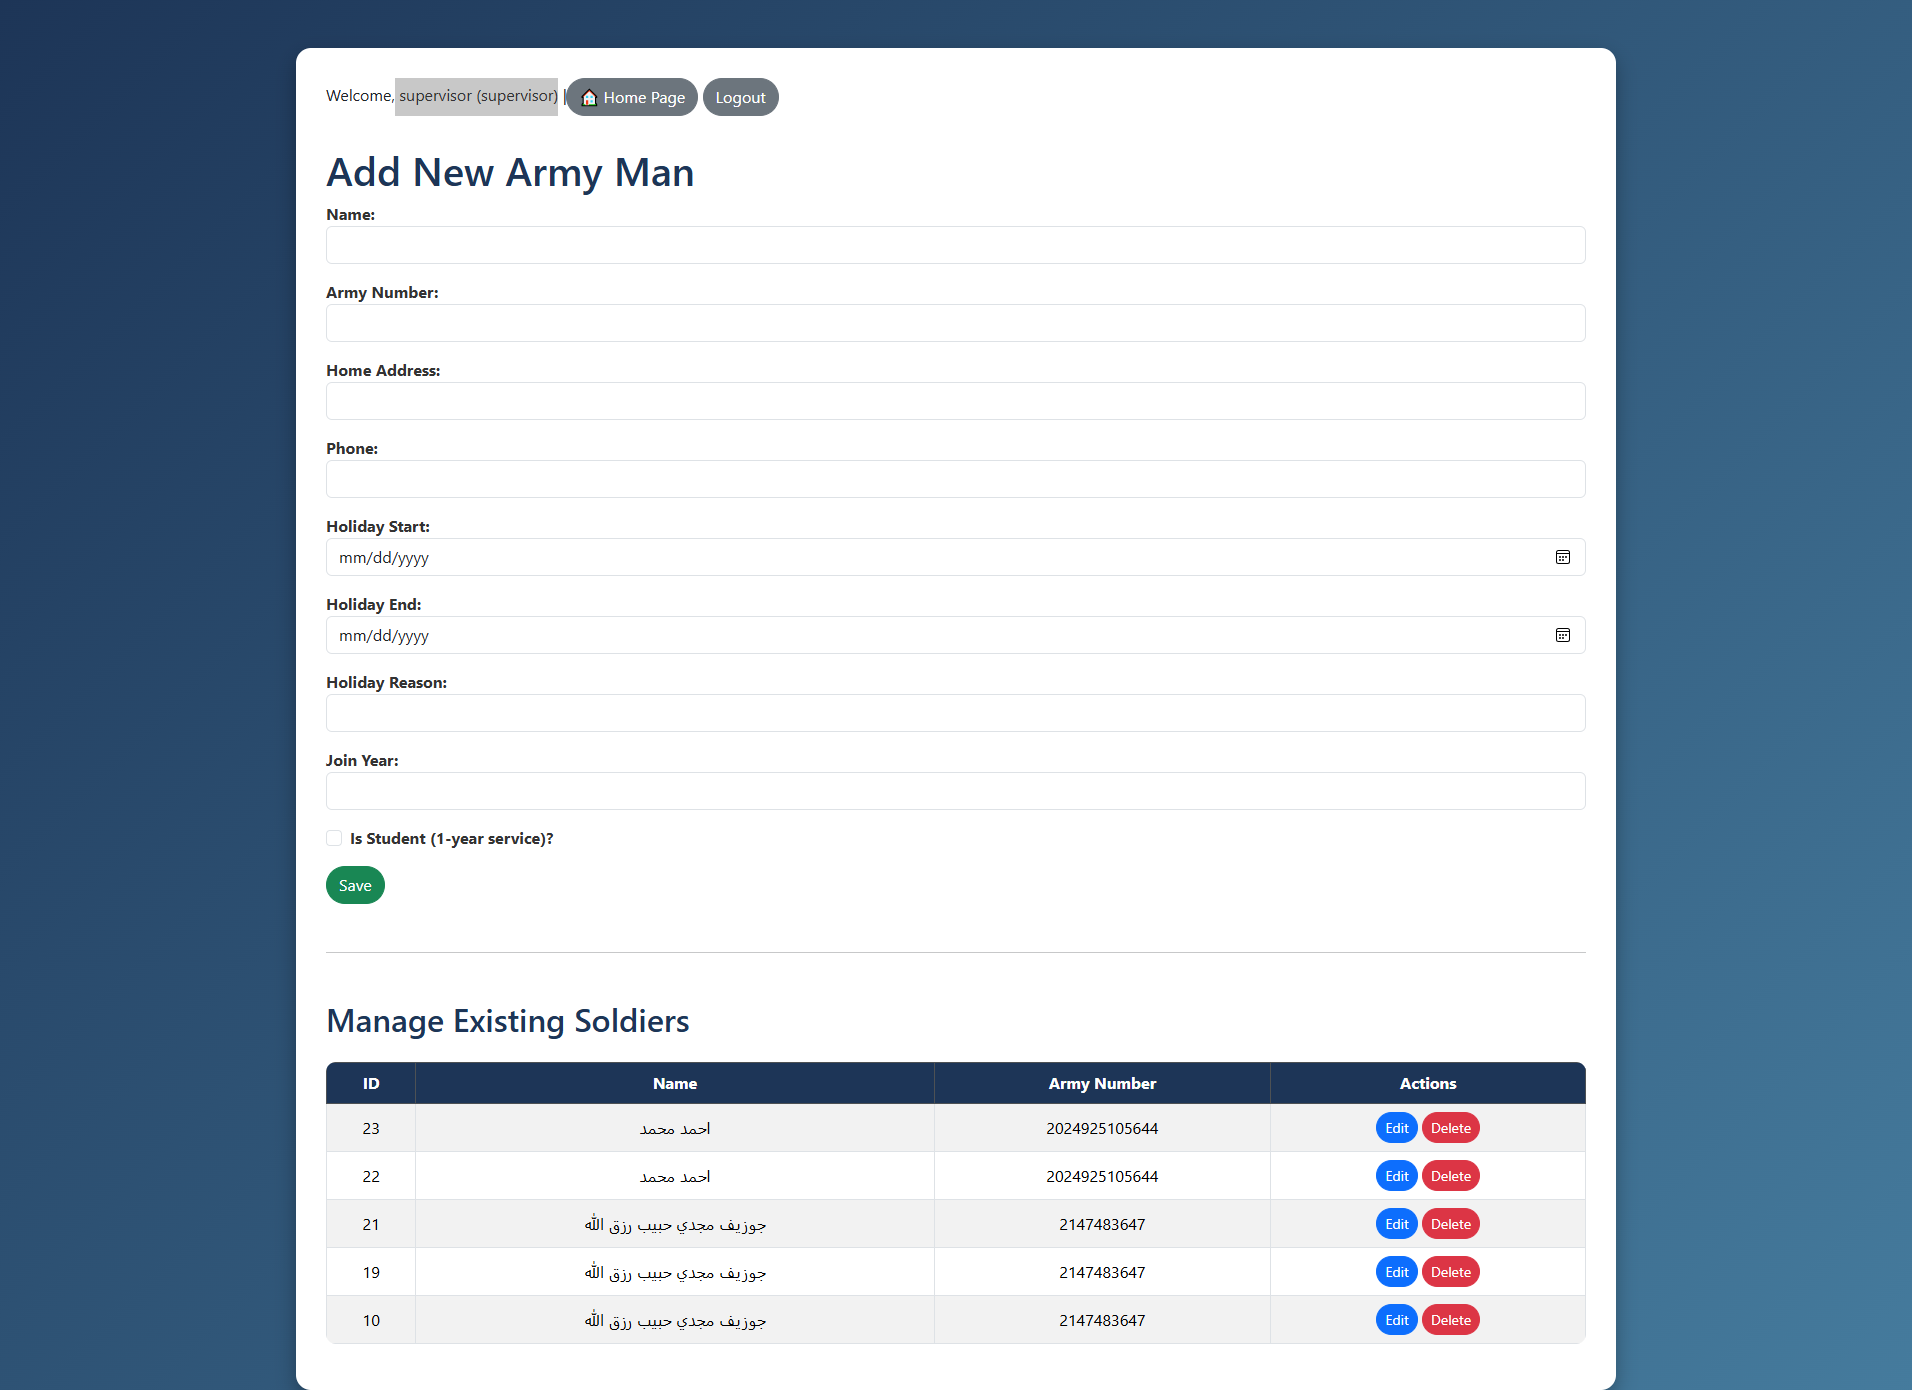 Welcome, supervisor (supervisor) | 🏠 Home Page Logout
Add New Army Man
Name:
Army Number:
Home Address:
Phone:
Holiday Start:
mm/dd/yyyy
Holiday End:
mm/dd/yyyy
Holiday Reason:
Join Year:
Is Student (1-year service)?
Save
Manage Existing Soldiers
ID Name Army Number Actions
23 احمد محمد 2024925105644 Edit Delete
22 احمد محمد 2024925105644 Edit Delete
21 جوزيف مجدي حبيب رزق الله 2147483647 Edit Delete
19 جوزيف مجدي حبيب رزق الله 2147483647 Edit Delete
10 جوزيف مجدي حبيب رزق الله 2147483647 Edit Delete